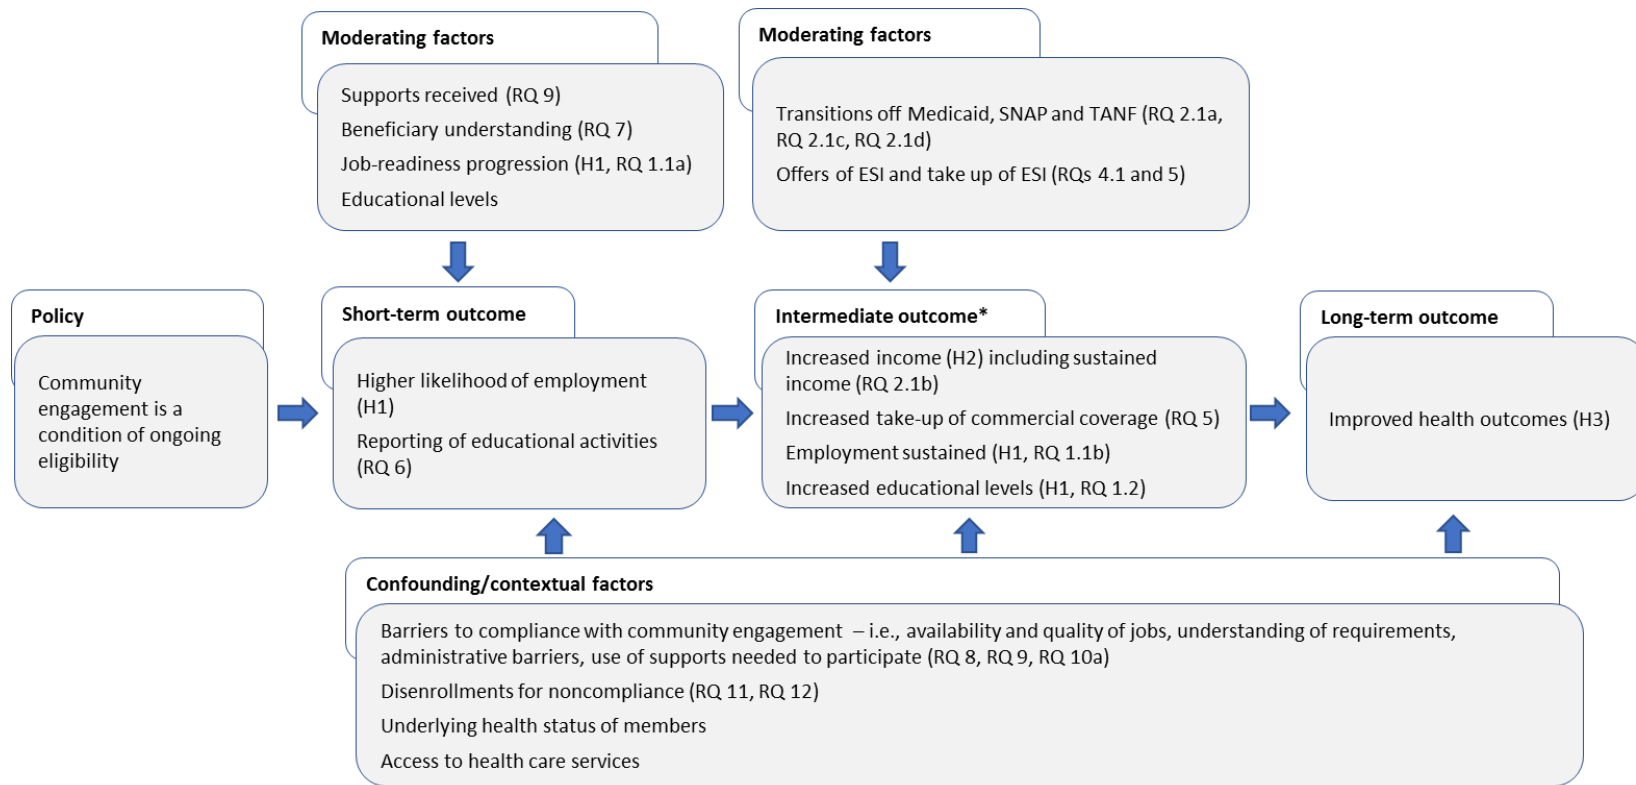 Moderating factors
Supports received (RQ 9)
Beneficiary understanding (RQ 7)
Job-readiness progression (H1, RQ 1.1a)
Educational levels
Moderating factors
Transitions off Medicaid, SNAP and TANF (RQ 2.1a,
RQ 2.1c, RQ 2.1d)
Offers of ESI and take up of ESI (RQs 4.1 and 5)
Policy
Community
engagement is a
condition of ongoing
eligibility
Short-term outcome
Higher likelihood of employment
(H1)
Reporting of educational activities
(RQ 6)
Intermediate outcome*
Increased income (H2) including sustained
income (RQ 2.1b)
Increased take-up of commercial coverage (RQ 5)
Employment sustained (H1, RQ 1.1b)
Increased educational levels (H1, RQ 1.2)
Long-term outcome
Improved health outcomes (H3)
Confounding/contextual factors
Barriers to compliance with community engagement – i.e., availability and quality of jobs, understanding of requirements,
administrative barriers, use of supports needed to participate (RQ 8, RQ 9, RQ 10a)
Disenrollments for noncompliance (RQ 11, RQ 12)
Underlying health status of members
Access to health care services